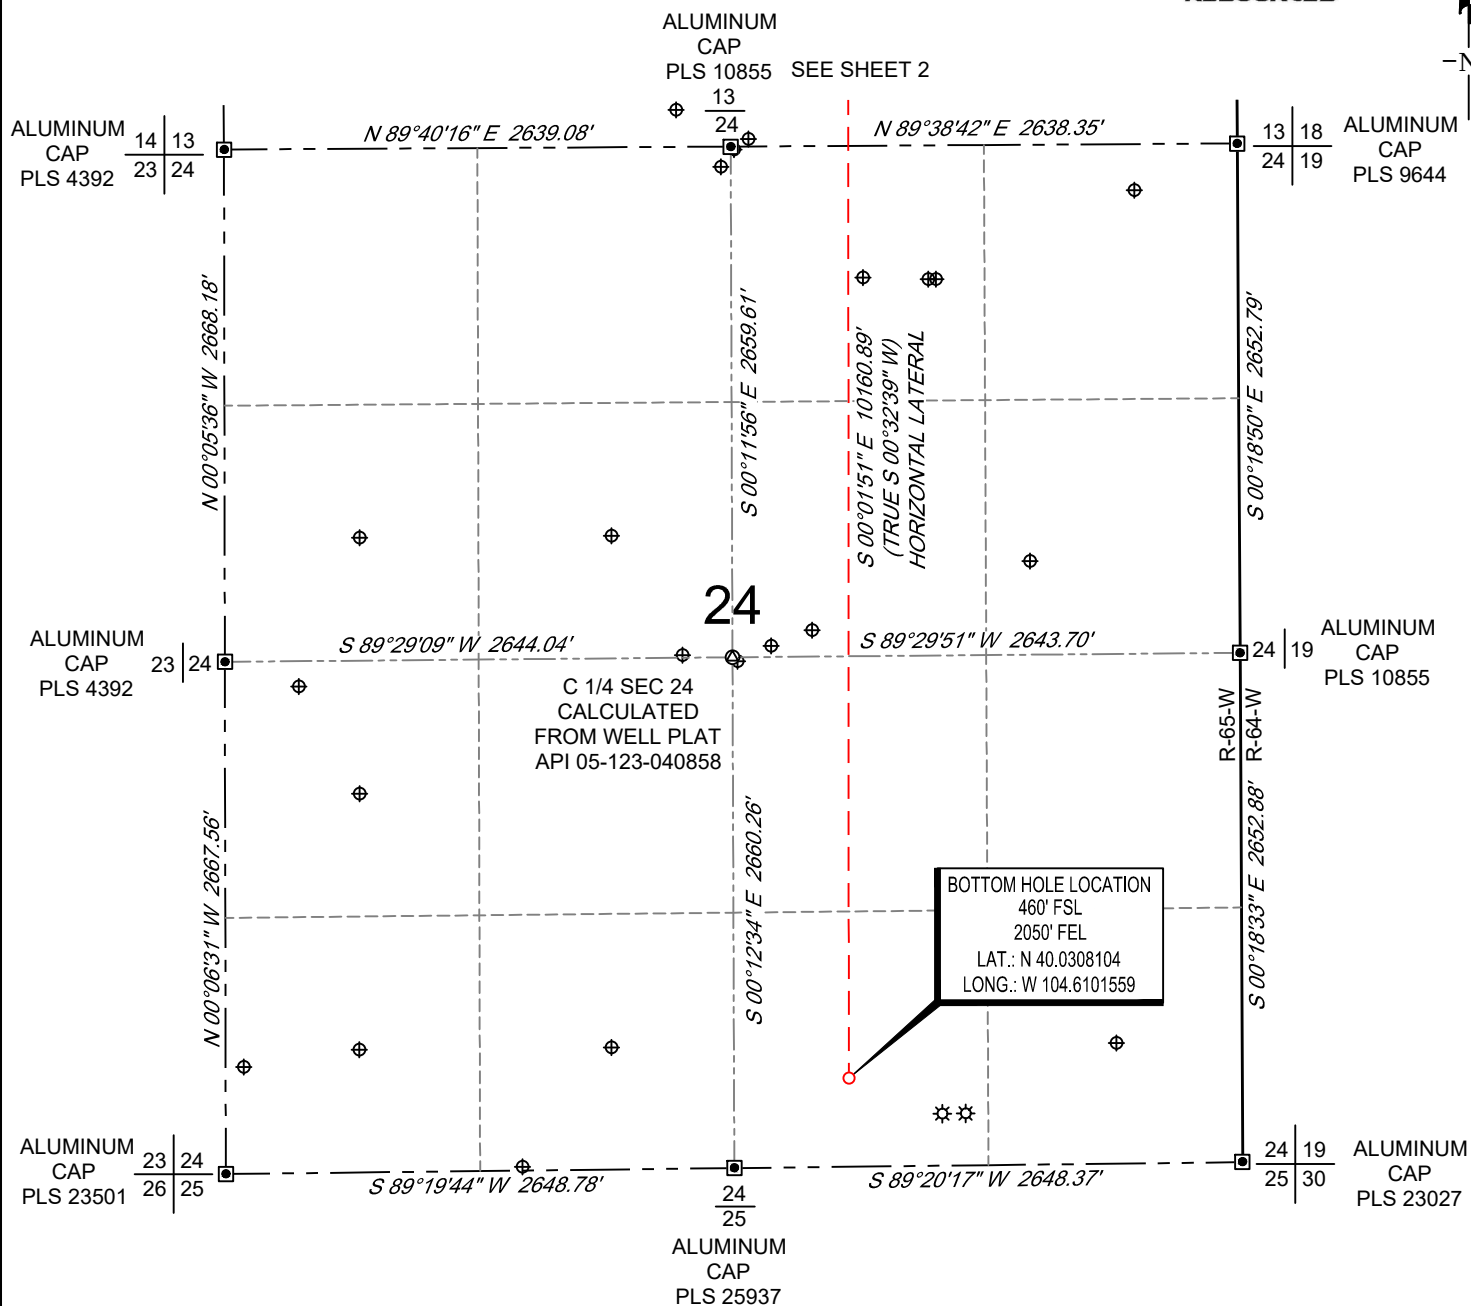 ALUMINUM
CAP
PLS 10855
SEE SHEET 2
13
24
-N
ALUMINUM
CAP
PLS 4392
14 13
23 24
N 89°40'16" E 2639.08'
N 89°38'42" E 2638.35'
13 18
24 19
ALUMINUM
CAP
PLS 9644
N 00°05'36" W 2668.18'
S 00°11'56" E 2659.61'
S 00°01'51" E 10160.89'
(TRUE S 00°32'39" W)
HORIZONTAL LATERAL
S 00°18'50" E 2652.79'
24
ALUMINUM
CAP
PLS 4392
23 24
S 89°29'09" W 2644.04'
S 89°29'51" W 2643.70'
24 19
ALUMINUM
CAP
PLS 10855
C 1/4 SEC 24
CALCULATED
FROM WELL PLAT
API 05-123-040858
R-65-W
R-64-W
N 00°06'31" W 2667.56'
S 00°12'34" E 2660.26'
S 00°18'33" E 2652.88'
BOTTOM HOLE LOCATION
460' FSL
2050' FEL
LAT.: N 40.0308104
LONG.: W 104.6101559
ALUMINUM
CAP
PLS 23501
23 24
26 25
S 89°19'44" W 2648.78'
S 89°20'17" W 2648.37'
24 19
25 30
ALUMINUM
CAP
PLS 23027
24
25
ALUMINUM
CAP
PLS 25937